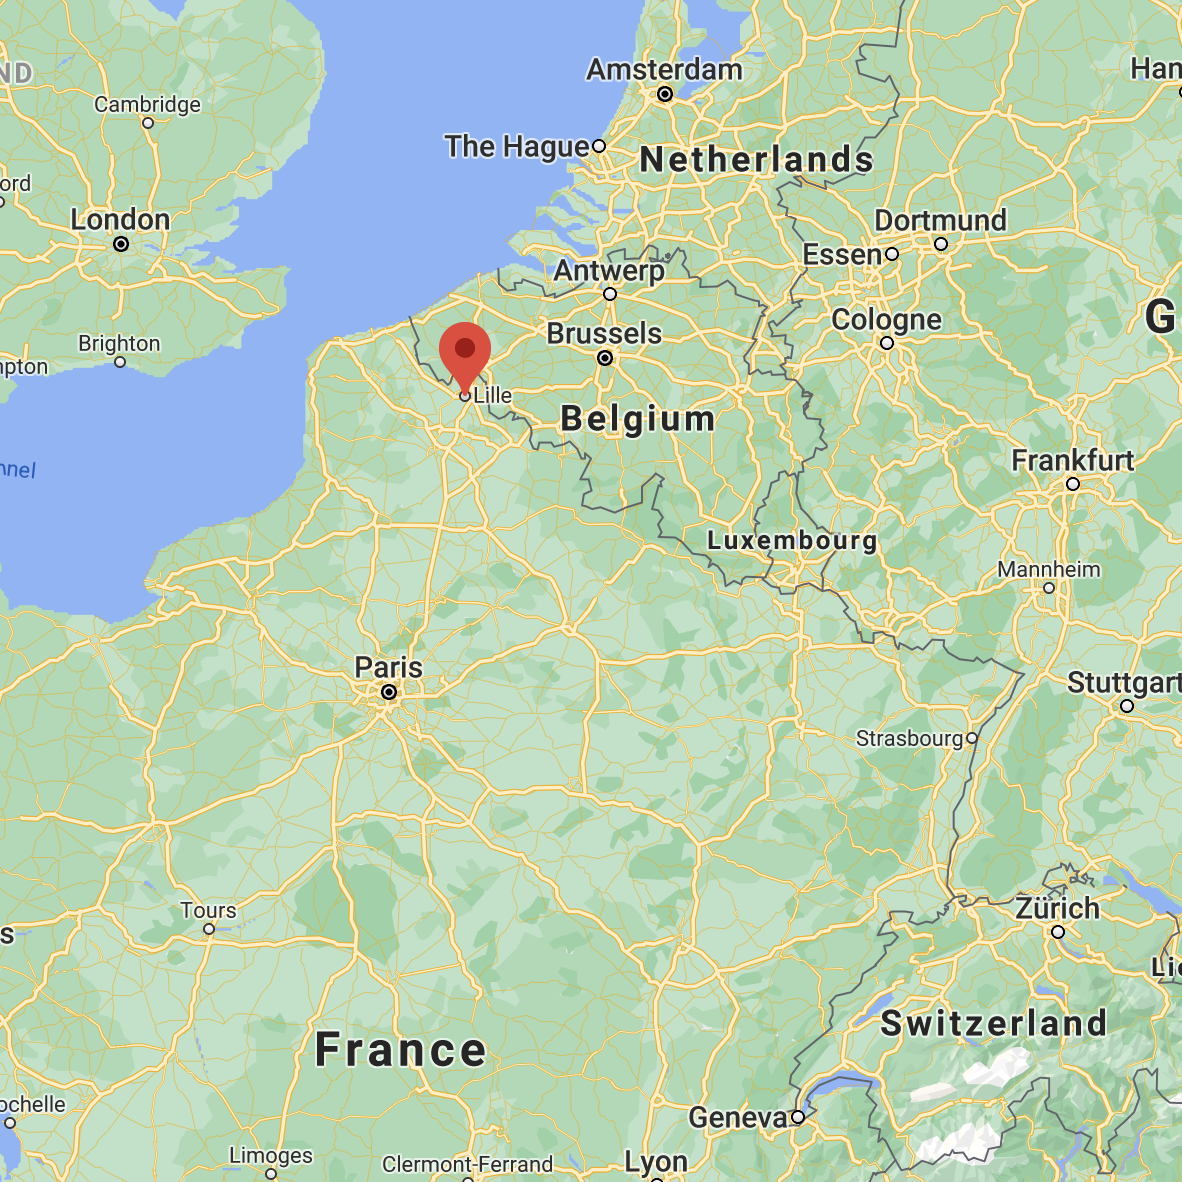 Amsterdam
Han
ND
Cambridge
The Hague
Netherlands
ord
London
Dortmund
Essen
Antwerp
G
Cologne
Brussels
Brighton
mpton
Lille
Belgium
Frankfurt
nnel
Luxembourg
Mannheim
Paris
Stuttgart
Strasbourg
Tours
Zürich
s
Lie
Switzerland
France
ochelle
Geneva
Limoges
Clermont-Ferrand
Lyon